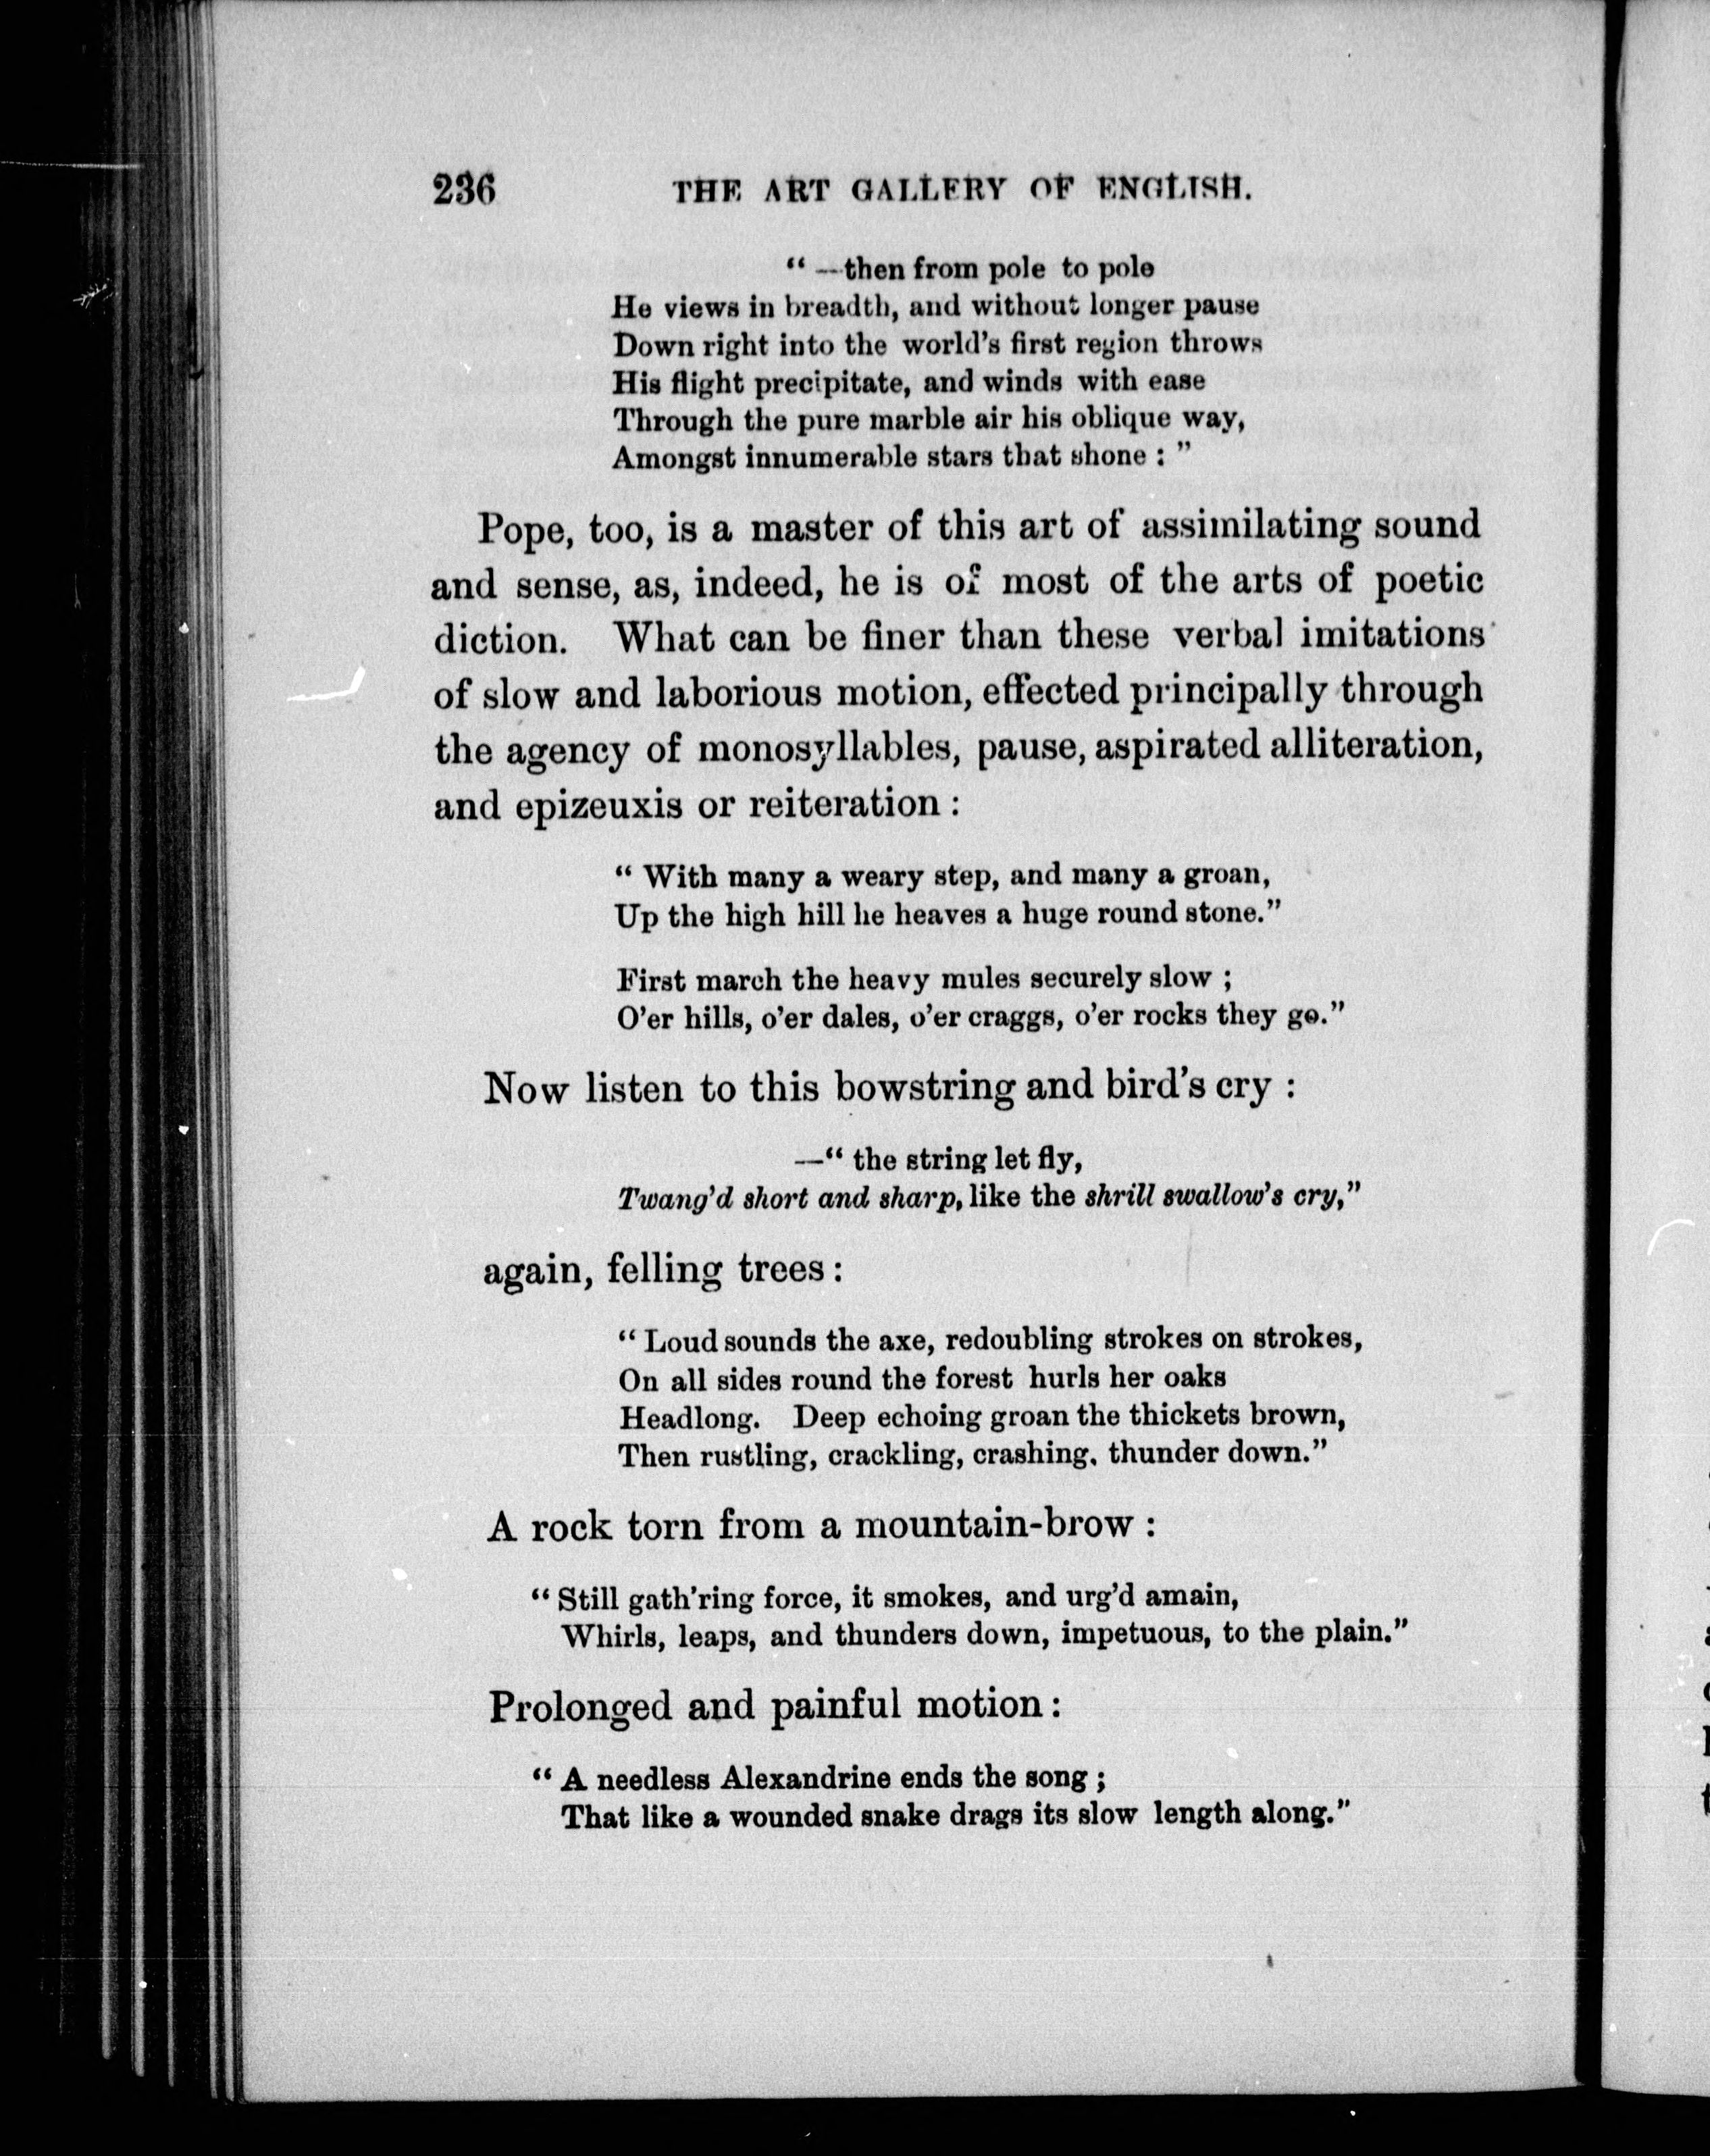 236 THE ART GALLERY OF ENGLISH.
“ —then from pole to pole
He views in breadth, and without longer pause
Down right into the world’s first region throws
His flight precipitate, and winds with ease
Through the pure marble air his oblique way,
Amongst innumerable stars that shone : ”
Pope, too, is a master of this art of assimilating sound
and sense, as, indeed, he is of most of the arts of poetic
diction. What can be finer than these verbal imitations
of slow and laborious motion, effected principally through
the agency of monosyllables, pause, aspirated alliteration,
and epizeuxis or reiteration :
“ With many a weary step, and many a groan,
Up the high hill he heaves a huge round stone.”
First march the heavy mules securely slow ;
O’er hills, o’er dales, o’er craggs, o’er rocks they go.”
Now listen to this bowstring and bird’s cry :
—“ the string let fly,
Twang’d short and sharp, like the shrill swallow’s cry,”
again, felling trees :
“ Loud sounds the axe, redoubling strokes on strokes,
On all sides round the forest hurls her oaks
Headlong. Deep echoing groan the thickets brown,
Then rustling, crackling, crashing, thunder down.”
A rock torn from a mountain-brow :
“ Still gath’ring force, it smokes, and urg’d amain,
Whirls, leaps, and thunders down, impetuous, to the plain.”
Prolonged and painful motion :
“ A needless Alexandrine ends the song ;
That like a wounded snake drags its slow length along.”